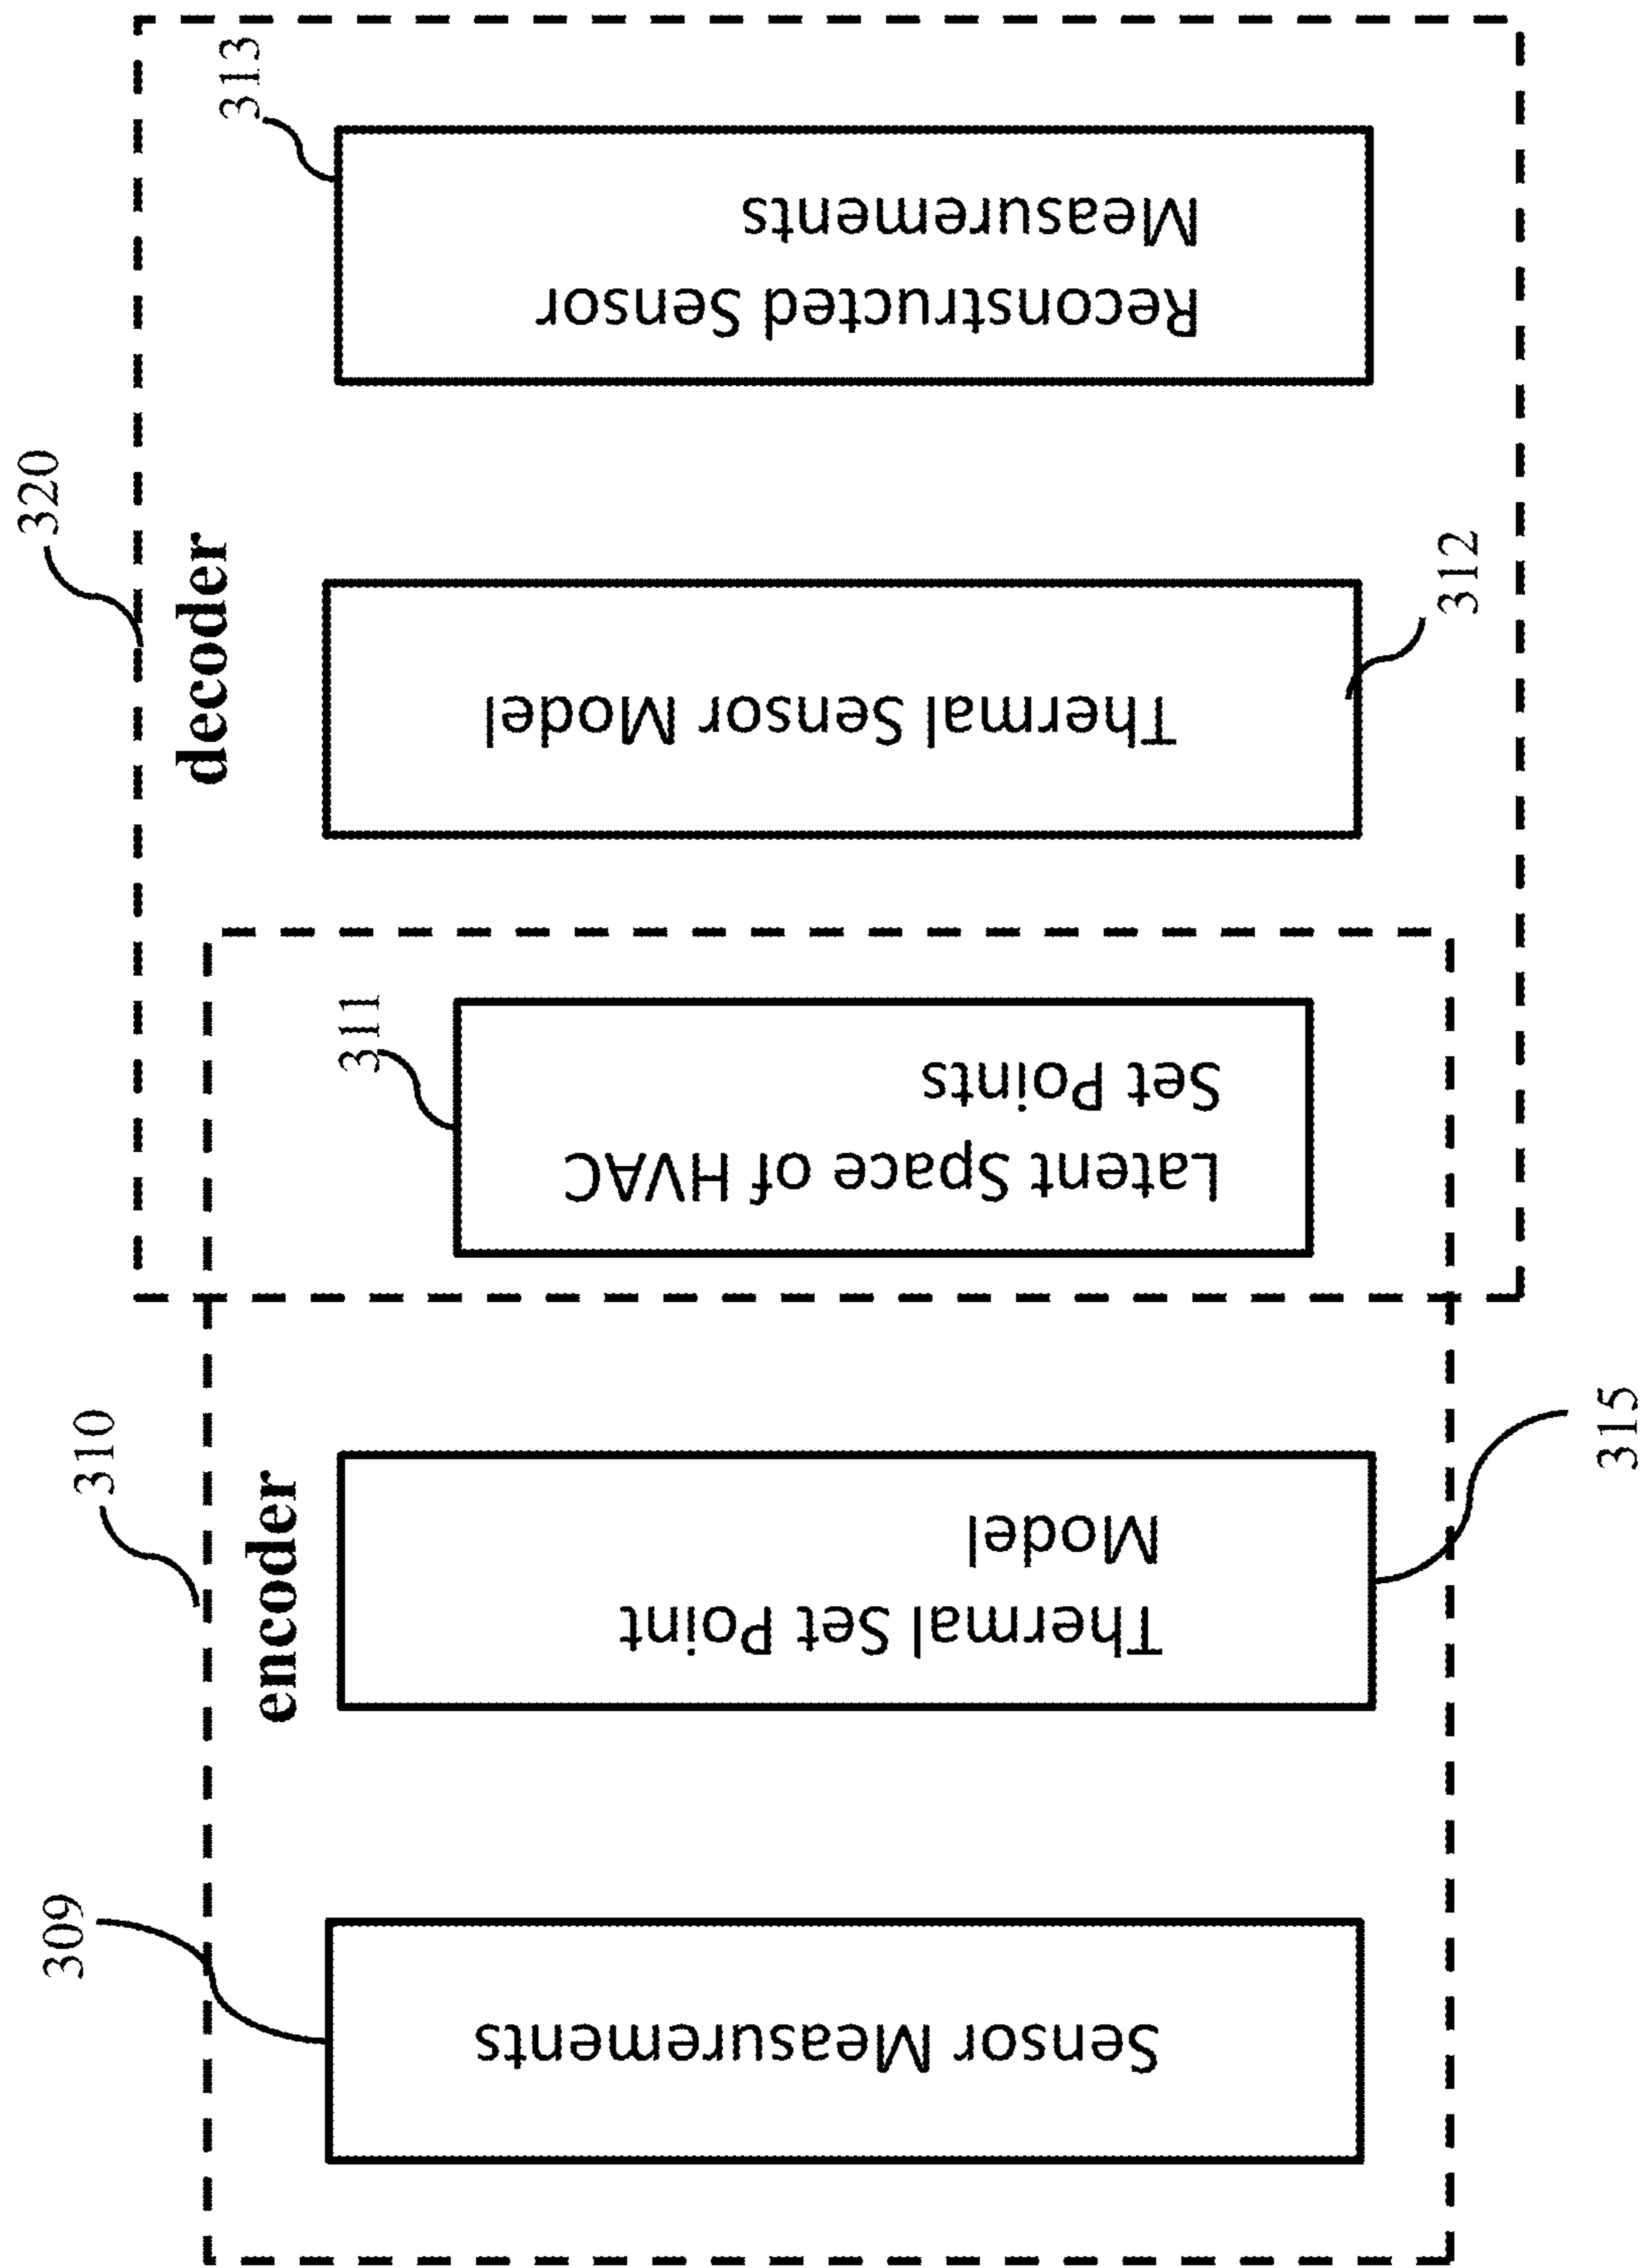 310
320
309
311
313
encoder
decoder
Sensor Measurements
Thermal Set Point
Model
Latent Space of HVAC
Set Points
Thermal Sensor Model
Reconstructed Sensor
Measurements
315
312